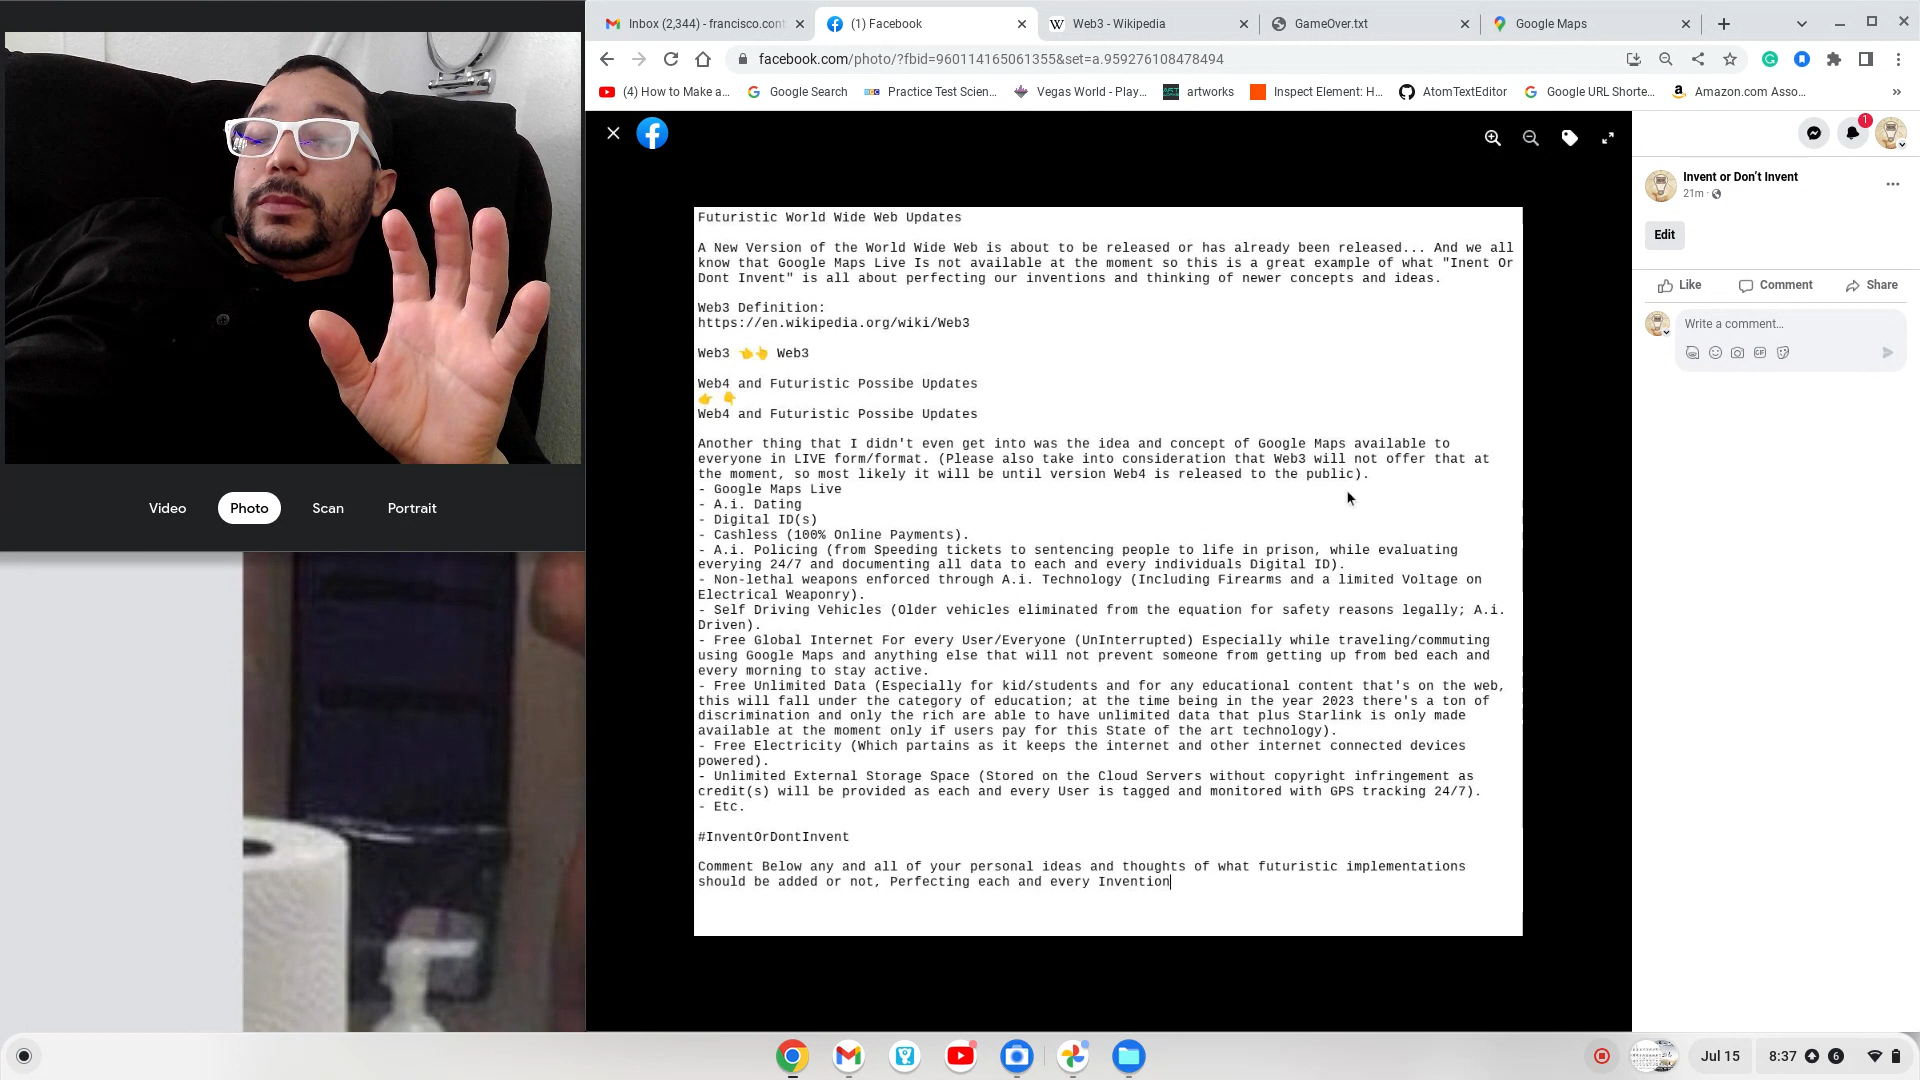 Inbox (2,344) - francisco.cont
(1) Facebook
Web3 - Wikipedia
GameOver.txt
Google Maps
facebook.com/photo/?fbid=960114165061355&set=a.959276108478494
(4) How to Make a...
Google Search
Practice Test Scien...
Vegas World - Play...
artworks
Inspect Element: H...
AtomTextEditor
Google URL Shorte...
Amazon.com Asso...
»
1
Invent or Don't Invent
21m ·
Edit
Like
Comment
Share
Write a comment...
GIF
Futuristic World Wide Web Updates
A New Version of the World Wide Web is about to be released or has already been released... And we all
know that Google Maps Live Is not available at the moment so this is a great example of what "Inent Or
Dont Invent" is all about perfecting our inventions and thinking of newer concepts and ideas.
Web3 Definition:
https://en.wikipedia.org/wiki/Web3
Web3 👈👆 Web3
Web4 and Futuristic Possibe Updates
👉 👇
Web4 and Futuristic Possibe Updates
Another thing that I didn't even get into was the idea and concept of Google Maps available to
everyone in LIVE form/format. (Please also take into consideration that Web3 will not offer that at
the moment, so most likely it will be until version Web4 is released to the public).
- Google Maps Live
- A.i. Dating
- Digital ID(s)
- Cashless (100% Online Payments).
- A.i. Policing (from Speeding tickets to sentencing people to life in prison, while evaluating
everying 24/7 and documenting all data to each and every individuals Digital ID).
- Non-lethal weapons enforced through A.i. Technology (Including Firearms and a limited Voltage on
Electrical Weaponry).
- Self Driving Vehicles (Older vehicles eliminated from the equation for safety reasons legally; A.i.
Driven).
- Free Global Internet For every User/Everyone (UnInterrupted) Especially while traveling/commuting
using Google Maps and anything else that will not prevent someone from getting up from bed each and
every morning to stay active.
- Free Unlimited Data (Especially for kid/students and for any educational content that's on the web,
this will fall under the category of education; at the time being in the year 2023 there's a ton of
discrimination and only the rich are able to have unlimited data that plus Starlink is only made
available at the moment only if users pay for this State of the art technology).
- Free Electricity (Which partains as it keeps the internet and other internet connected devices
powered).
- Unlimited External Storage Space (Stored on the Cloud Servers without copyright infringement as
credit(s) will be provided as each and every User is tagged and monitored with GPS tracking 24/7).
- Etc.
#InventOrDontInvent
Comment Below any and all of your personal ideas and thoughts of what futuristic implementations
should be added or not, Perfecting each and every Invention
Video
Photo
Scan
Portrait
Jul 15
8:37
6